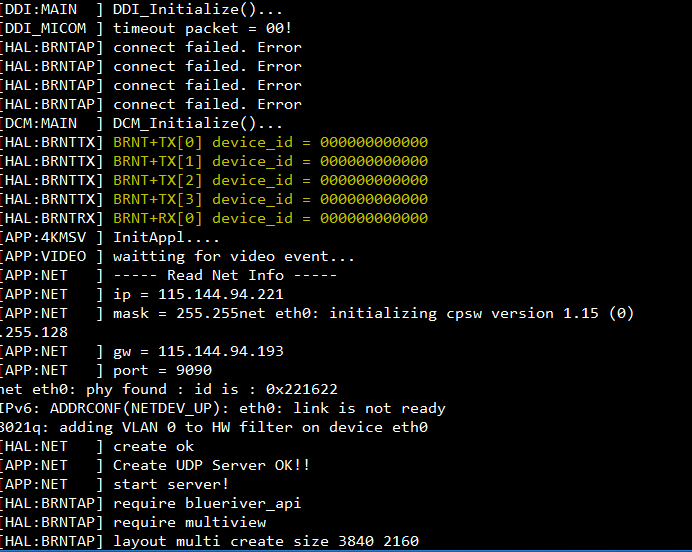 [DDI:MAIN  ] DDI_Initialize()...
[DDI_MICOM ] timeout packet = 00!
[HAL:BRNTAP] connect failed. Error
[HAL:BRNTAP] connect failed. Error
[HAL:BRNTAP] connect failed. Error
[HAL:BRNTAP] connect failed. Error
[DCM:MAIN  ] DCM_Initialize()...
[HAL:BRNTTX] BRNT+TX[0] device_id = 000000000000
[HAL:BRNTTX] BRNT+TX[1] device_id = 000000000000
[HAL:BRNTTX] BRNT+TX[2] device_id = 000000000000
[HAL:BRNTTX] BRNT+TX[3] device_id = 000000000000
[HAL:BRNTRX] BRNT+RX[0] device_id = 000000000000
[APP:4KMSV ] InitAppl....
[APP:VIDEO ] waitting for video event...
[APP:NET   ] ----- Read Net Info -----
[APP:NET   ] ip = 115.144.94.221
[APP:NET   ] mask = 255.255net eth0: initializing cpsw version 1.15 (0)
.255.128
[APP:NET   ] gw = 115.144.94.193
[APP:NET   ] port = 9090
net eth0: phy found : id is : 0x221622
IPv6: ADDRCONF(NETDEV_UP): eth0: link is not ready
8021q: adding VLAN 0 to HW filter on device eth0
[HAL:NET   ] create ok
[APP:NET   ] Create UDP Server OK!!
[APP:NET   ] start server!
[HAL:BRNTAP] require blueriver_api
[HAL:BRNTAP] require multiview
[HAL:BRNTAP] layout multi create size 3840 2160